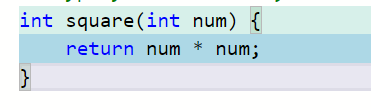 int square(int num) {
    return num * num;
}